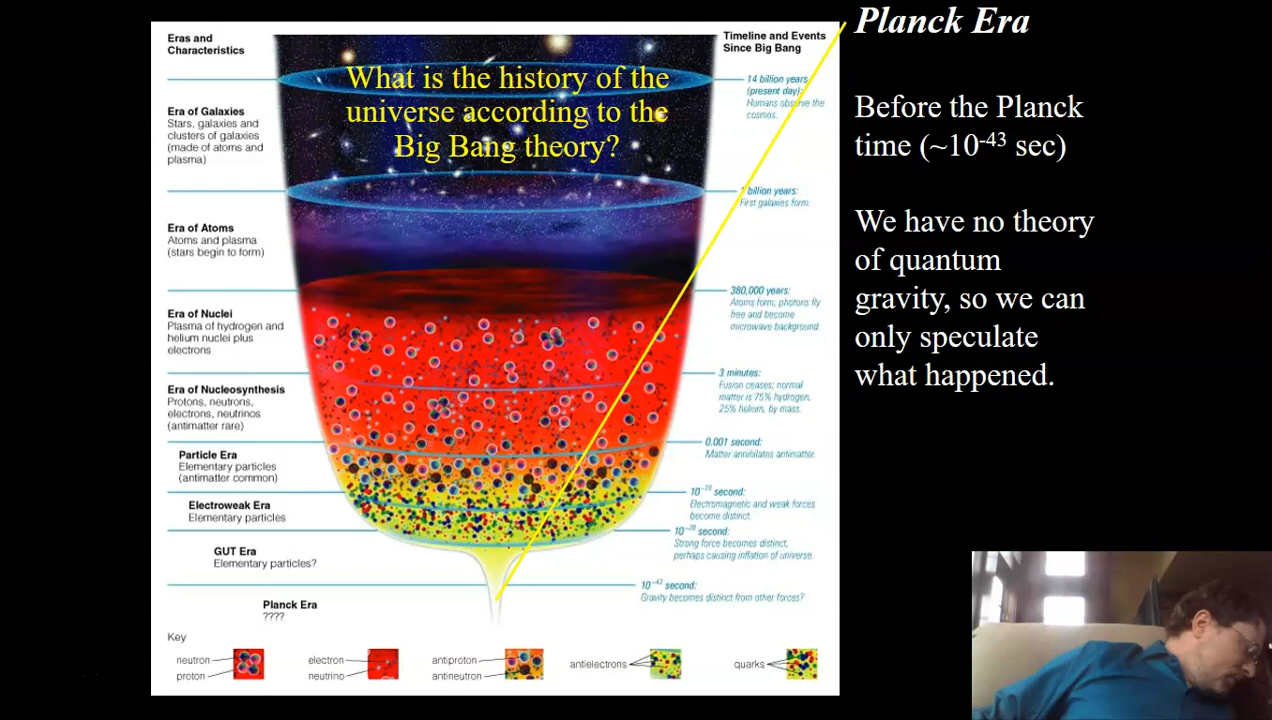 Planck Era
Before the Planck
time (~10⁻⁴³ sec)
We have no theory
of quantum
gravity, so we can
only speculate
what happened.
What is the history of the
universe according to the
Big Bang theory?
Eras and
Characteristics
Era of Galaxies
Stars, galaxies and
clusters of galaxies
(made of atoms and
plasma)
Era of Atoms
Atoms and plasma
(stars begin to form)
Era of Nuclei
Plasma of hydrogen and
helium nuclei plus
electrons
Era of Nucleosynthesis
Protons, neutrons,
electrons, neutrinos
(antimatter rare)
Particle Era
Elementary particles
(antimatter common)
Electroweak Era
Elementary particles
GUT Era
Elementary particles?
Planck Era
????
Timeline and Events
Since Big Bang
14 billion years
(present day):
Humans observe the
cosmos.
billion years:
First galaxies form.
380,000 years:
Atoms form; photons fly
free and become
microwave background.
3 minutes:
Fusion ceases; normal
matter is 75% hydrogen,
25% helium, by mass.
0.001 second:
Matter annihilates antimatter.
10⁻¹⁰ second:
Electromagnetic and weak forces
become distinct.
10⁻³⁸ second:
Strong force becomes distinct,
perhaps causing inflation of universe.
10⁻⁴³ second:
Gravity becomes distinct from other forces?
Key
neutron
proton
electron
neutrino
antiproton
antineutron
antielectrons
quarks